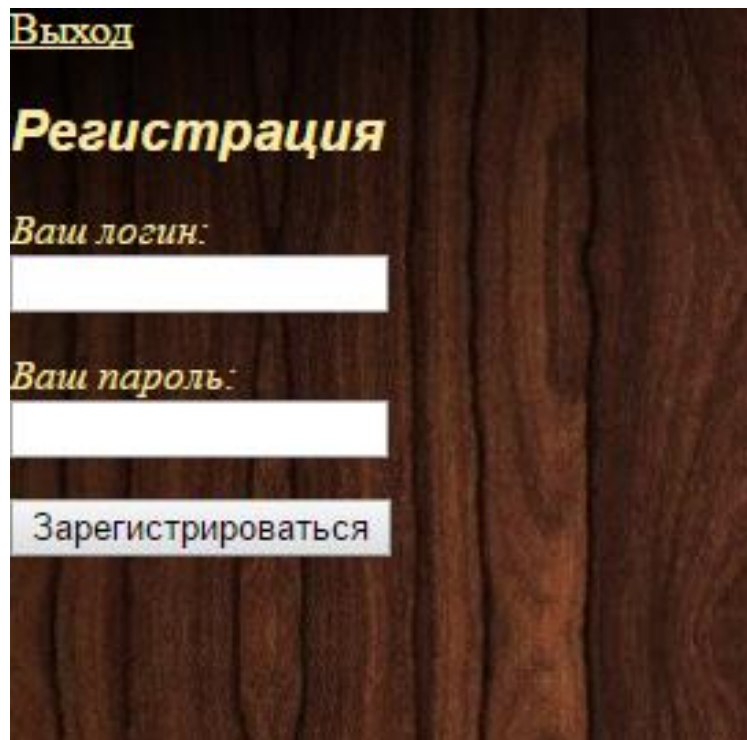 Выход
Регистрация
Ваш логин:
Ваш пароль:
Зарегистрироваться